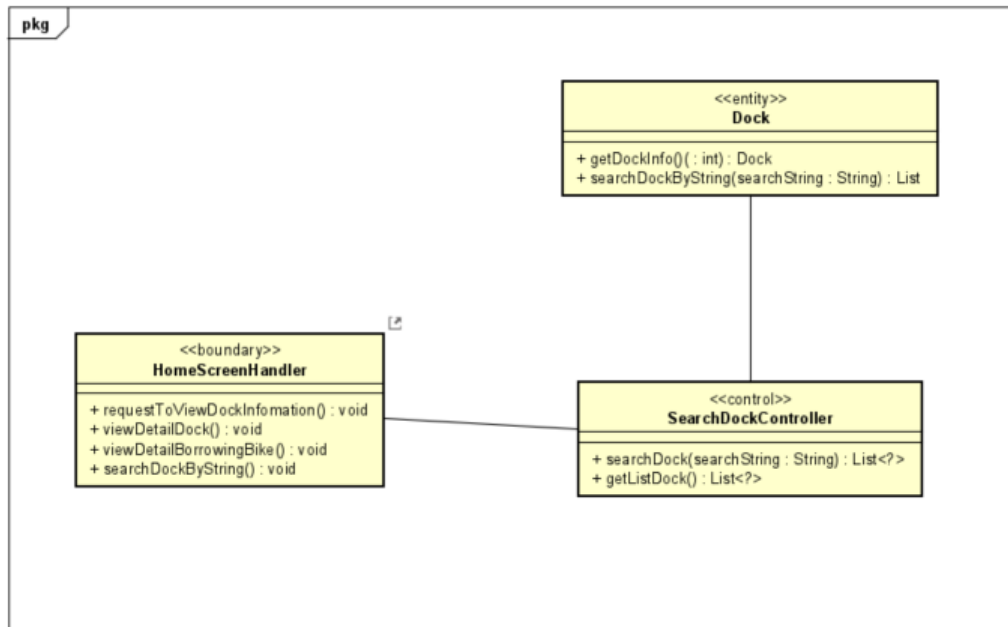 pkg
<<entity>>
Dock
+ getDockInfo()( : int) : Dock
+ searchDockByString(searchString : String) : List
<<boundary>>
HomeScreenHandler
+ requestToViewDockInfomation() : void
+ viewDetailDock() : void
+ viewDetailBorrowingBike() : void
+ searchDockByString() : void
<<control>>
SearchDockController
+ searchDock(searchString : String) : List<?>
+ getListDock() : List<?>